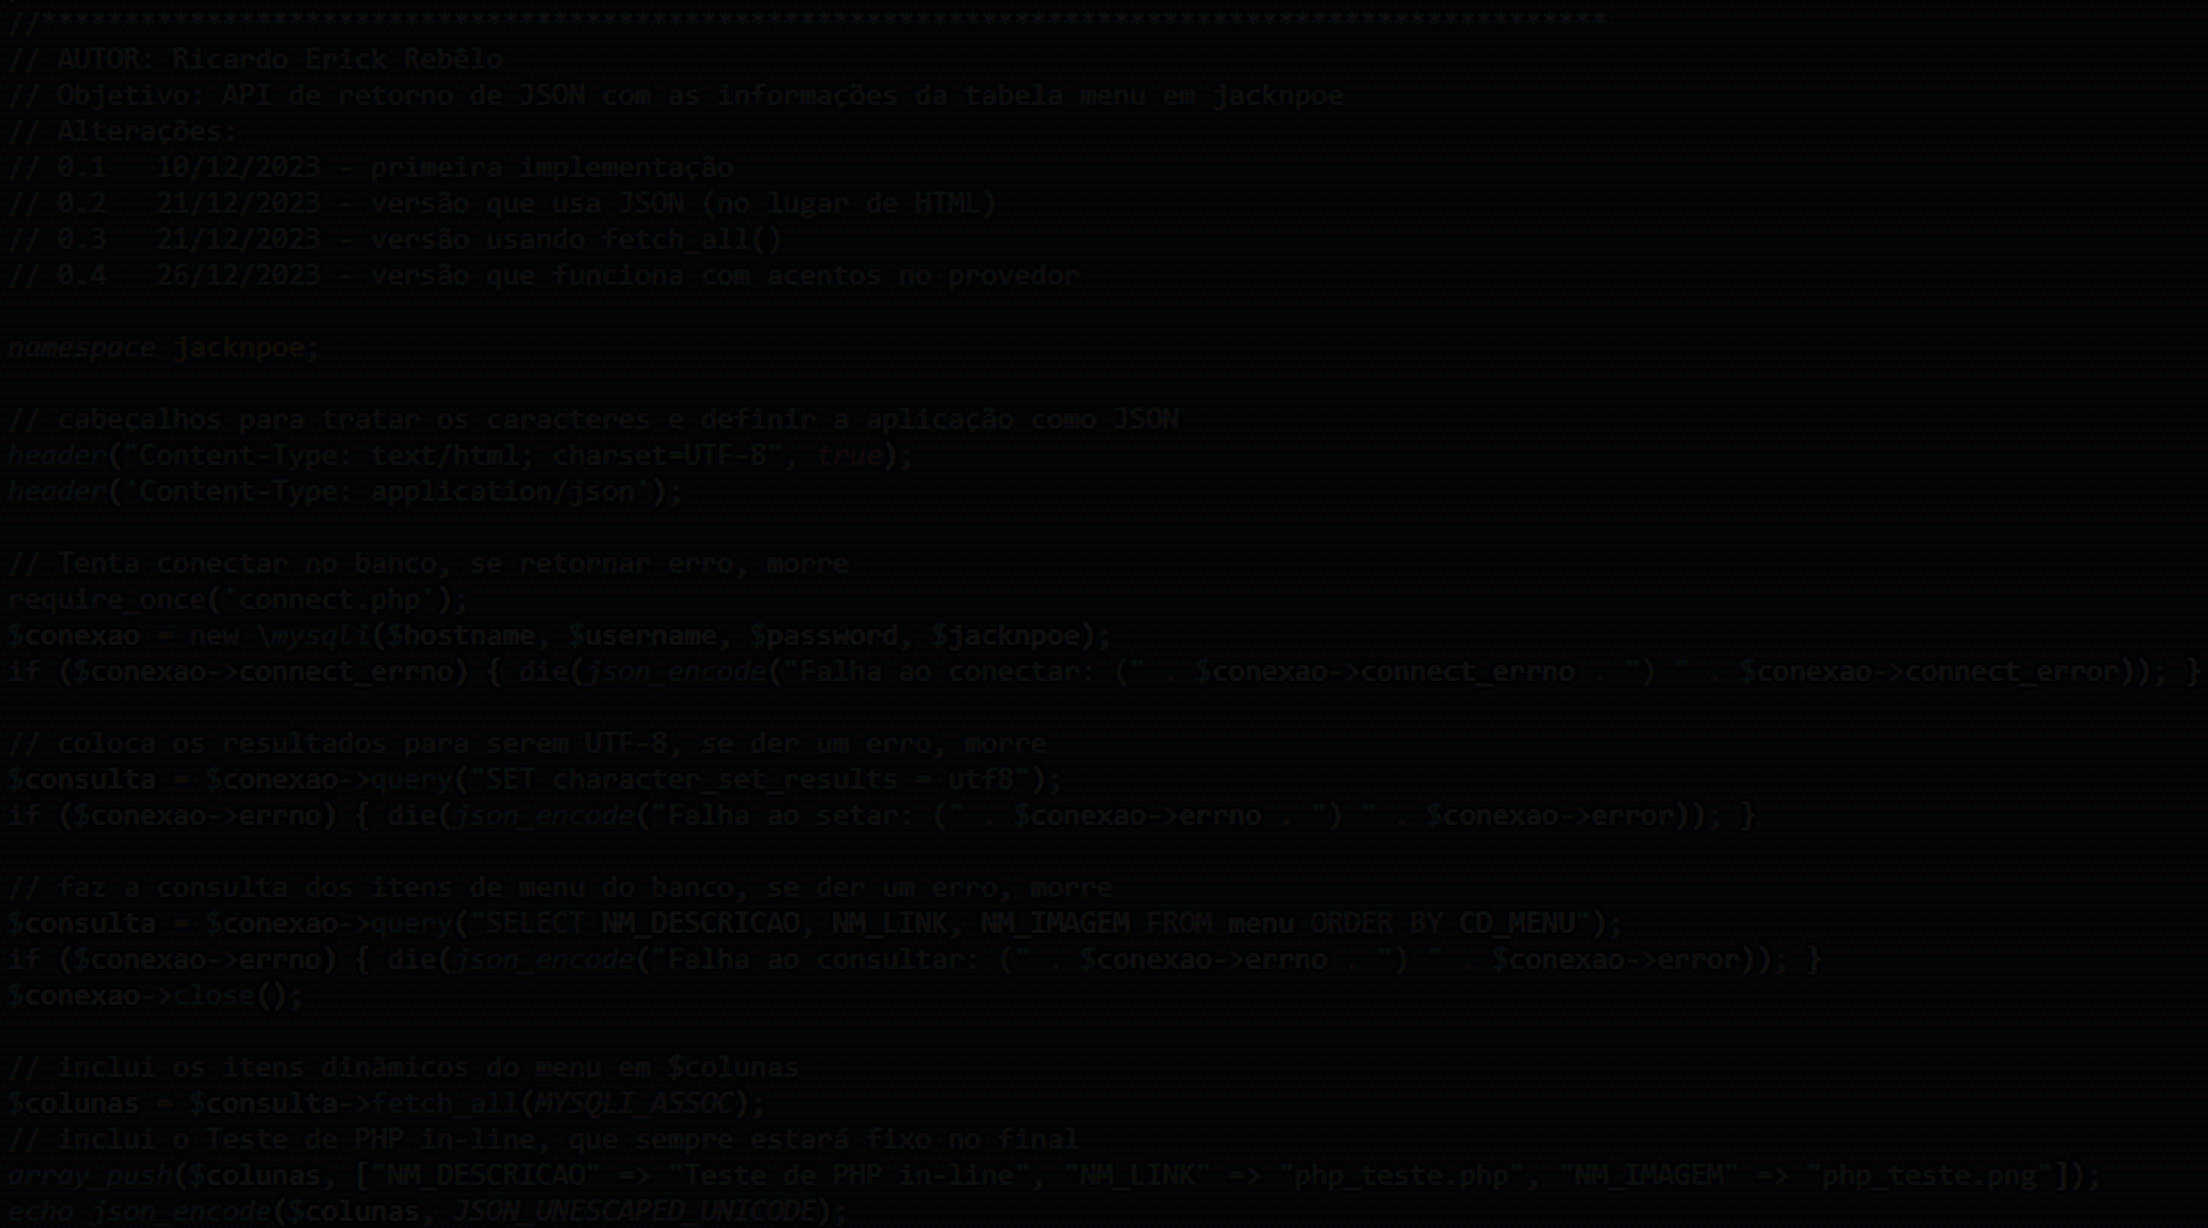 //***********************************************************************************************
// AUTOR: Ricardo Erick Rebêlo
// Objetivo: API de retorno de JSON com as informações da tabela menu em jacknpoe
// Alterações:
// 0.1   10/12/2023 - primeira implementação
// 0.2   21/12/2023 - versão que usa JSON (no lugar de HTML)
// 0.3   21/12/2023 - versão usando fetch_all()
// 0.4   26/12/2023 - versão que funciona com acentos no provedor
namespace jacknpoe;
// cabeçalhos para tratar os caracteres e definir a aplicação como JSON
header("Content-Type: text/html; charset=UTF-8", true);
header('Content-Type: application/json');
// Tenta conectar no banco, se retornar erro, morre
require_once('connect.php');
$conexao = new \mysqli($hostname, $username, $password, $jacknpoe);
if ($conexao->connect_errno) { die(json_encode("Falha ao conectar: (" . $conexao->connect_errno . ") " . $conexao->connect_error)); }
// coloca os resultados para serem UTF-8, se der um erro, morre
$consulta = $conexao->query("SET character_set_results = utf8");
if ($conexao->errno) { die(json_encode("Falha ao setar: (" . $conexao->errno . ") " . $conexao->error)); }
// faz a consulta dos itens de menu do banco, se der um erro, morre
$consulta = $conexao->query("SELECT NM_DESCRICAO, NM_LINK, NM_IMAGEM FROM menu ORDER BY CD_MENU");
if ($conexao->errno) { die(json_encode("Falha ao consultar: (" . $conexao->errno . ") " . $conexao->error)); }
$conexao->close();
// inclui os itens dinâmicos do menu em $colunas
$colunas = $consulta->fetch_all(MYSQLI_ASSOC);
// inclui o Teste de PHP in-line, que sempre estará fixo no final
array_push($colunas, ["NM_DESCRICAO" => "Teste de PHP in-line", "NM_LINK" => "php_teste.php", "NM_IMAGEM" => "php_teste.png"]);
echo json_encode($colunas, JSON_UNESCAPED_UNICODE);